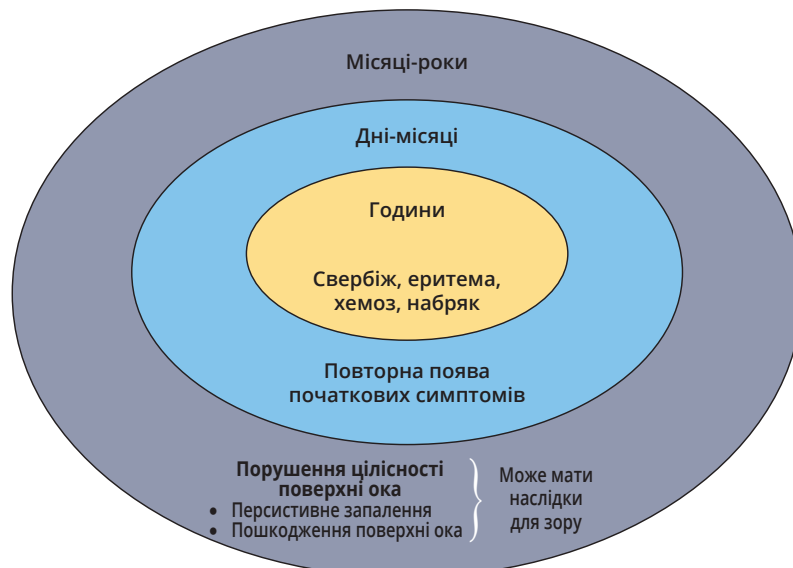 Місяці-роки
Дні-місяці
Години
Свербіж, еритема,
хемоз, набряк
Повторна поява
початкових симптомів
Порушення цілісності
поверхні ока
• Персистивне запалення
• Пошкодження поверхні ока
Може мати
наслідки
для зору